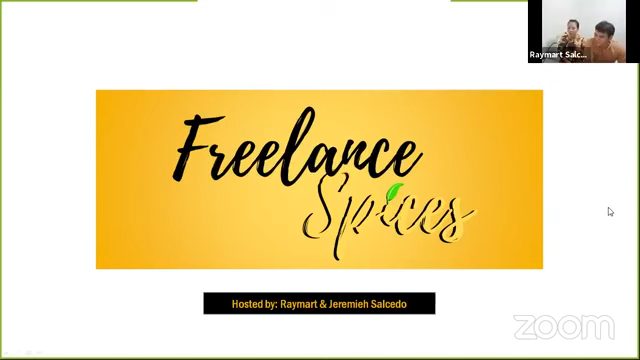 Raymart Salc...
Freelance
Spices
Hosted by: Raymart & Jeremieh Salcedo
zoom